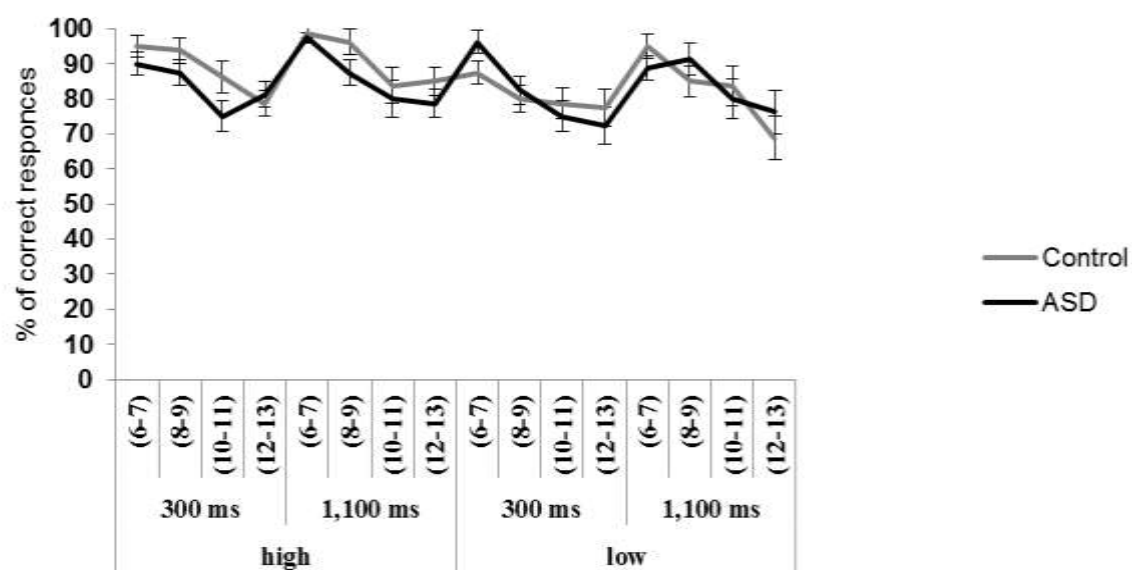 100
90
80
70
60
50
40
30
20
10
0
% of correct responces
(6-7) (8-9) (10-11) (12-13) (6-7) (8-9) (10-11) (12-13) (6-7) (8-9) (10-11) (12-13) (6-7) (8-9) (10-11) (12-13)
300 ms 1,100 ms 300 ms 1,100 ms
high low
Control
ASD